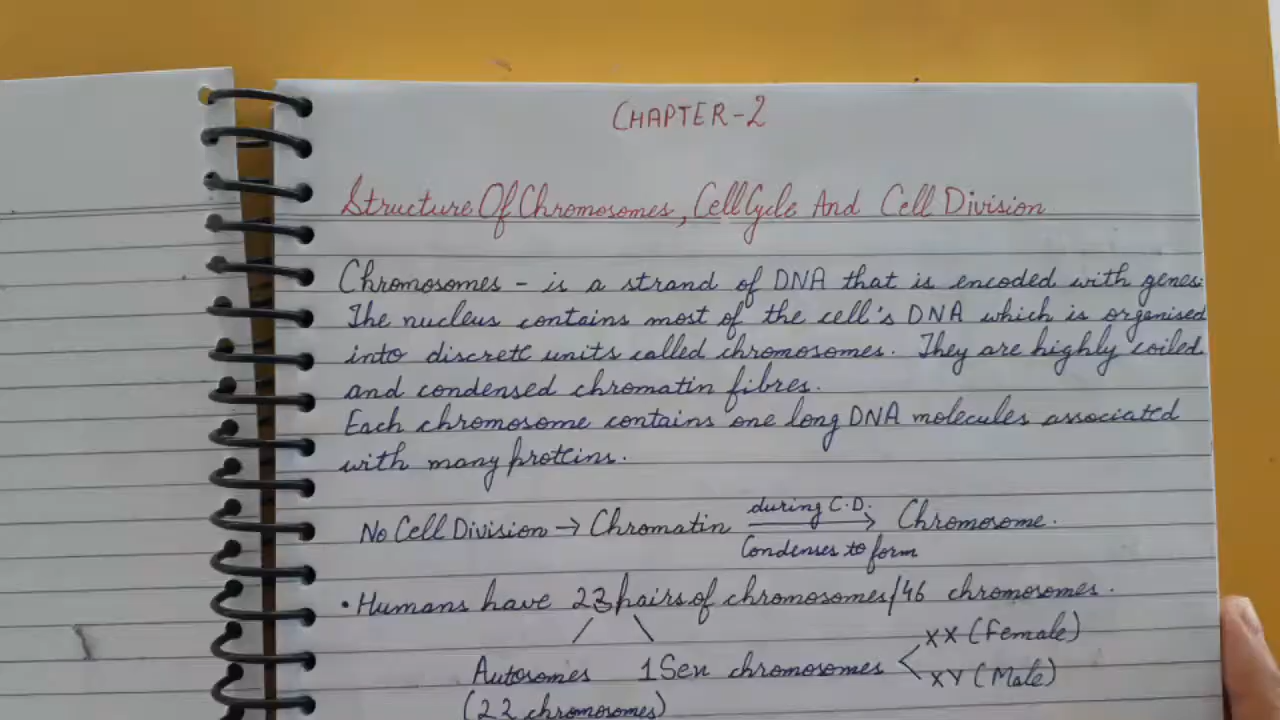 CHAPTER-2
Structure Of Chromosomes, Cell Cycle And Cell Division
Chromosomes - is a strand of DNA that is encoded with genes.
The nucleus contains most of the cell's DNA which is organised
into discrete units called chromosomes. They are highly coiled
and condensed chromatin fibres.
Each chromosome contains one long DNA molecules associated
with many proteins.
No Cell Division → Chromatin during C.D. → Chromosome.
Condenses to form
• Humans have 23 pairs of chromosomes/46 chromosomes.
XX (Female)
Autosomes 1 Sex chromosomes
XY (Male)
(22 chromosomes)